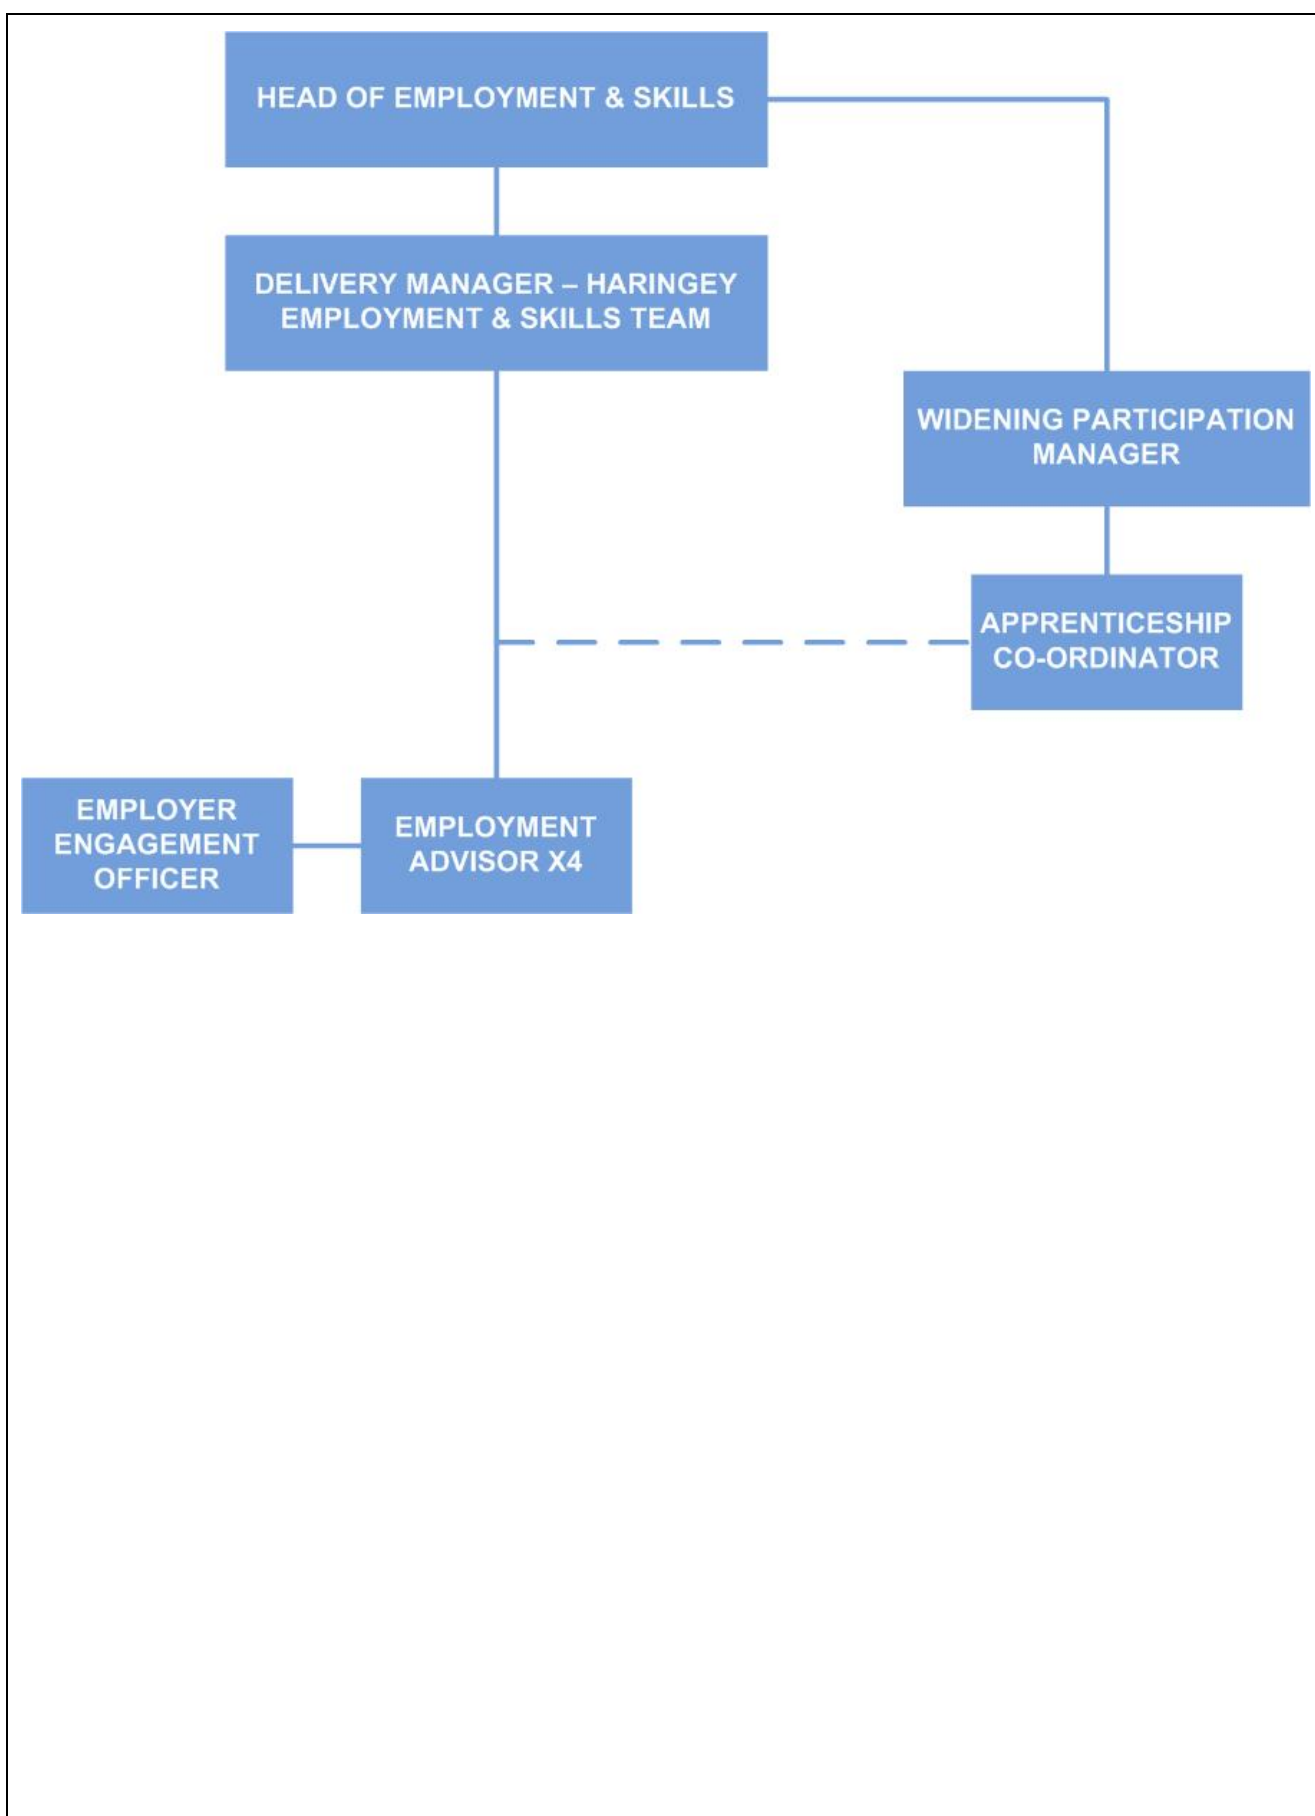 HEAD OF EMPLOYMENT & SKILLS
DELIVERY MANAGER – HARINGEY
EMPLOYMENT & SKILLS TEAM
WIDENING PARTICIPATION
MANAGER
APPRENTICESHIP
CO-ORDINATOR
EMPLOYER
ENGAGEMENT
OFFICER
EMPLOYMENT
ADVISOR X4